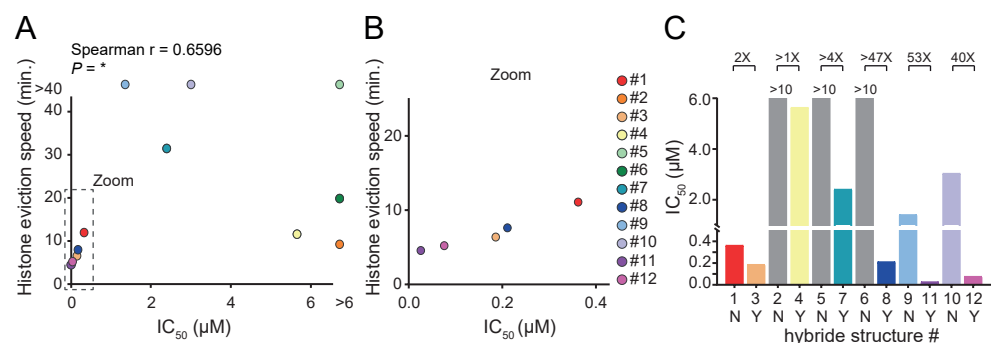 A
Spearman r = 0.6596
P = *
Histone eviction speed (min.)
>40
40
30
20
10
0
Zoom
0 2 4 6 >6
IC50 (µM)
B
Zoom
Histone eviction speed (min.)
20
10
0
0.0 0.2 0.4
IC50 (µM)
#1
#2
#3
#4
#5
#6
#7
#8
#9
#10
#11
#12
C
2X >1X >4X >47X 53X 40X
>10 >10 >10
IC50 (µM)
6.0
4.0
2.0
0.4
0.2
0.0
1 3 2 4 5 7 6 8 9 11 10 12
N Y N Y N Y N Y N Y N Y
hybride structure #